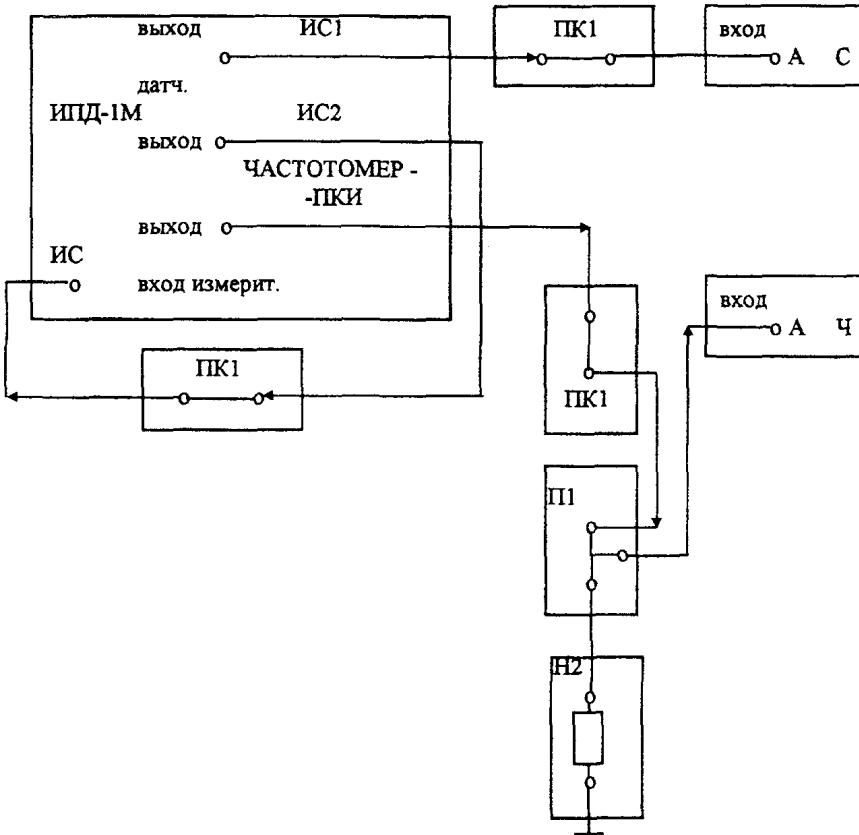 выход ИС1
ПК1
вход
А С
датч.
ИПД-1М
ИС2
выход
ЧАСТОТОМЕР -
-ПКИ
выход
ИС
вход измерит.
вход
А Ч
ПК1
ПК1
П1
Н2